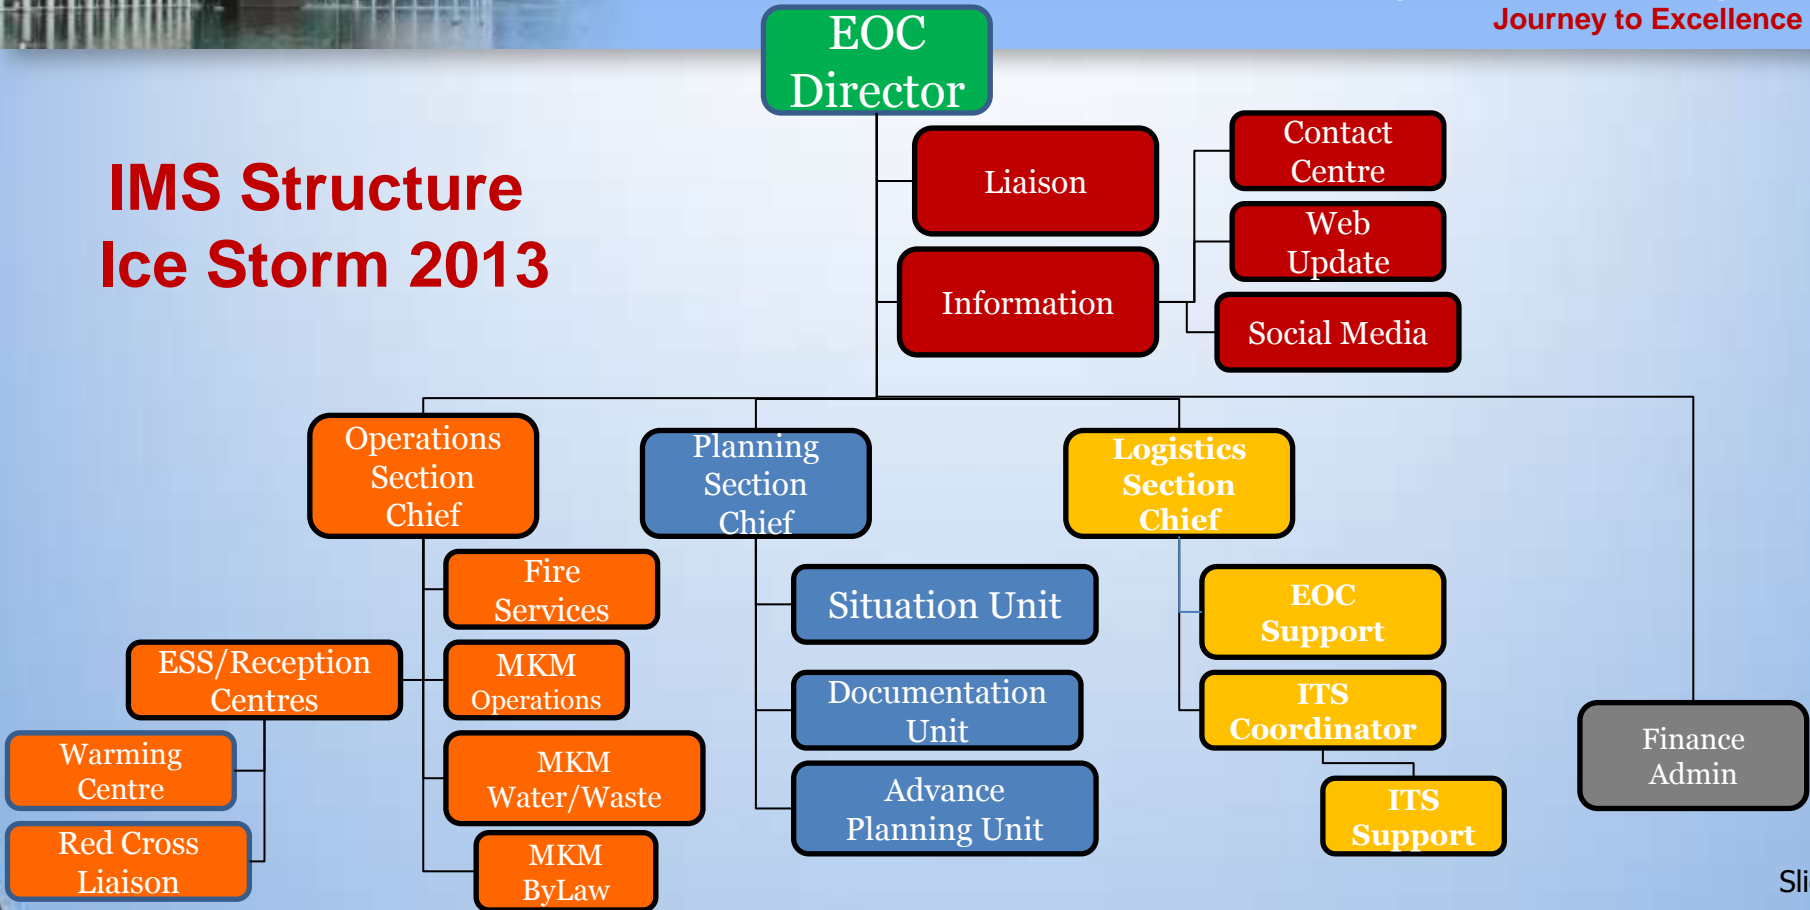 Journey to Excellence
EOC
Director
IMS Structure
Ice Storm 2013
Liaison
Information
Contact
Centre
Web
Update
Social Media
Operations
Section
Chief
Planning
Section
Chief
Logistics
Section
Chief
Fire
Services
ESS/Reception
Centres
MKM
Operations
Warming
Centre
MKM
Water/Waste
Red Cross
Liaison
MKM
ByLaw
Situation Unit
Documentation
Unit
Advance
Planning Unit
EOC
Support
ITS
Coordinator
ITS
Support
Finance
Admin